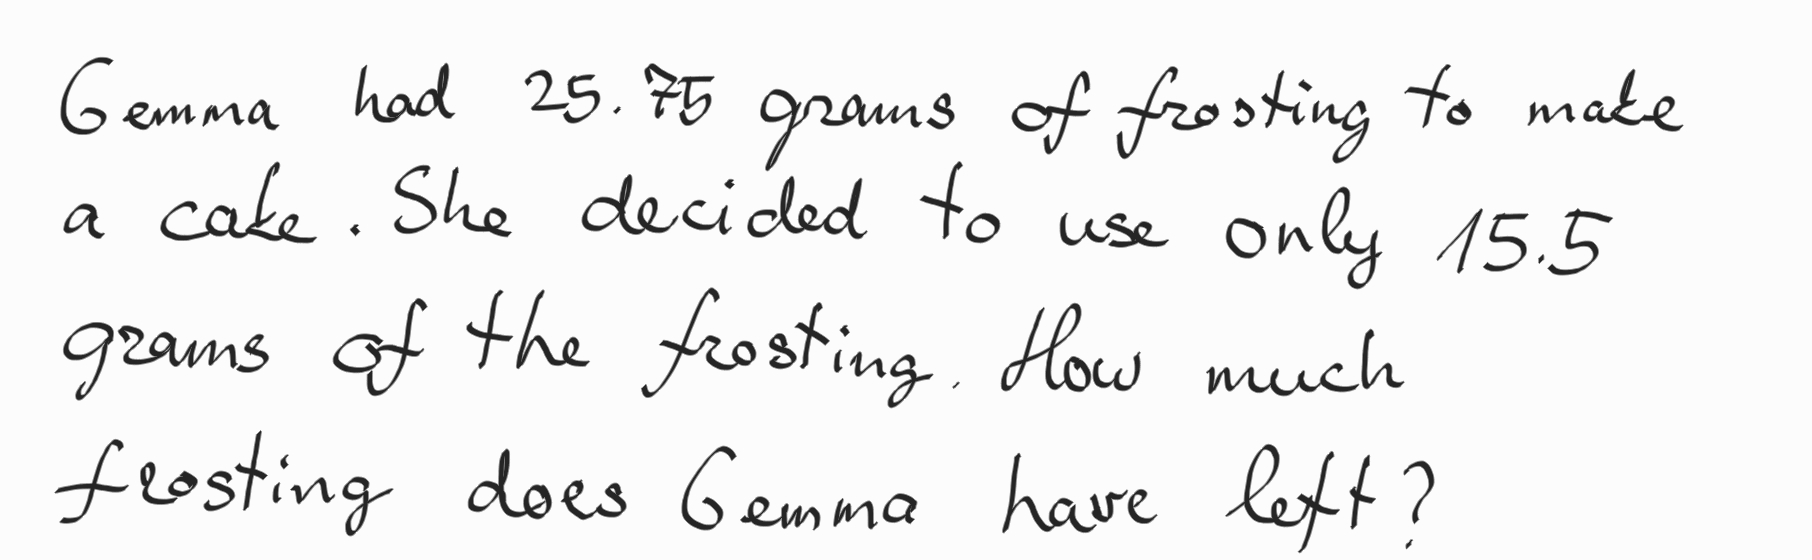 Gemma had 25.75 grams of frosting to make
a cake. She decided to use only 15.5
grams of the frosting. How much
frosting does Gemma have left?